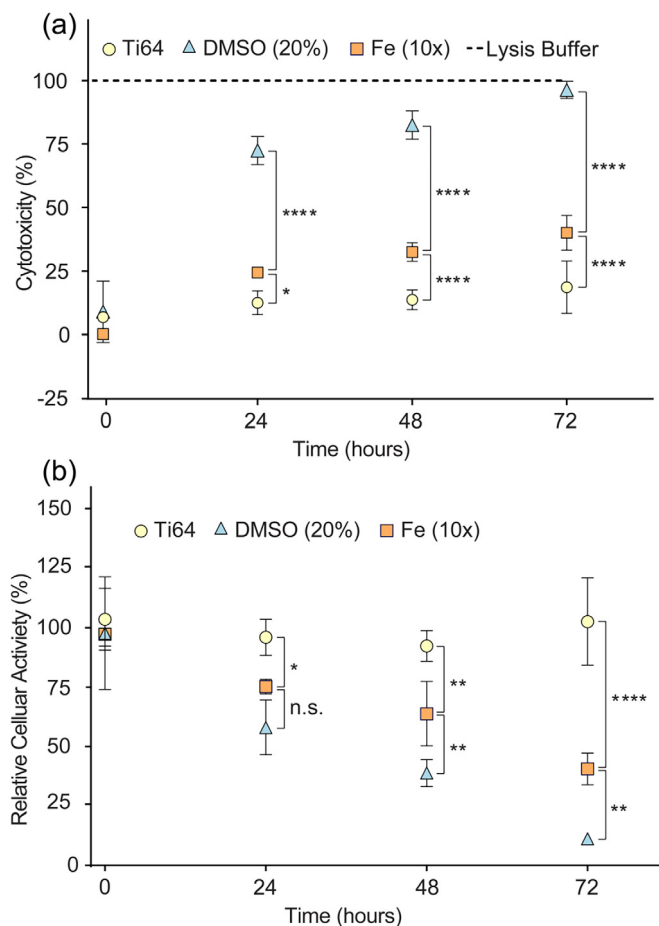 (a)
Ti64 DMSO (20%) Fe (10x) Lysis Buffer
100
75
50
25
0
-25
Cytotoxicity (%)
****
*
****
****
****
****
0 24 48 72
Time (hours)
(b)
Ti64 DMSO (20%) Fe (10x)
150
125
100
75
50
25
0
Relative Celluar Activiety (%)
*
n.s.
**
**
****
**
0 24 48 72
Time (hours)